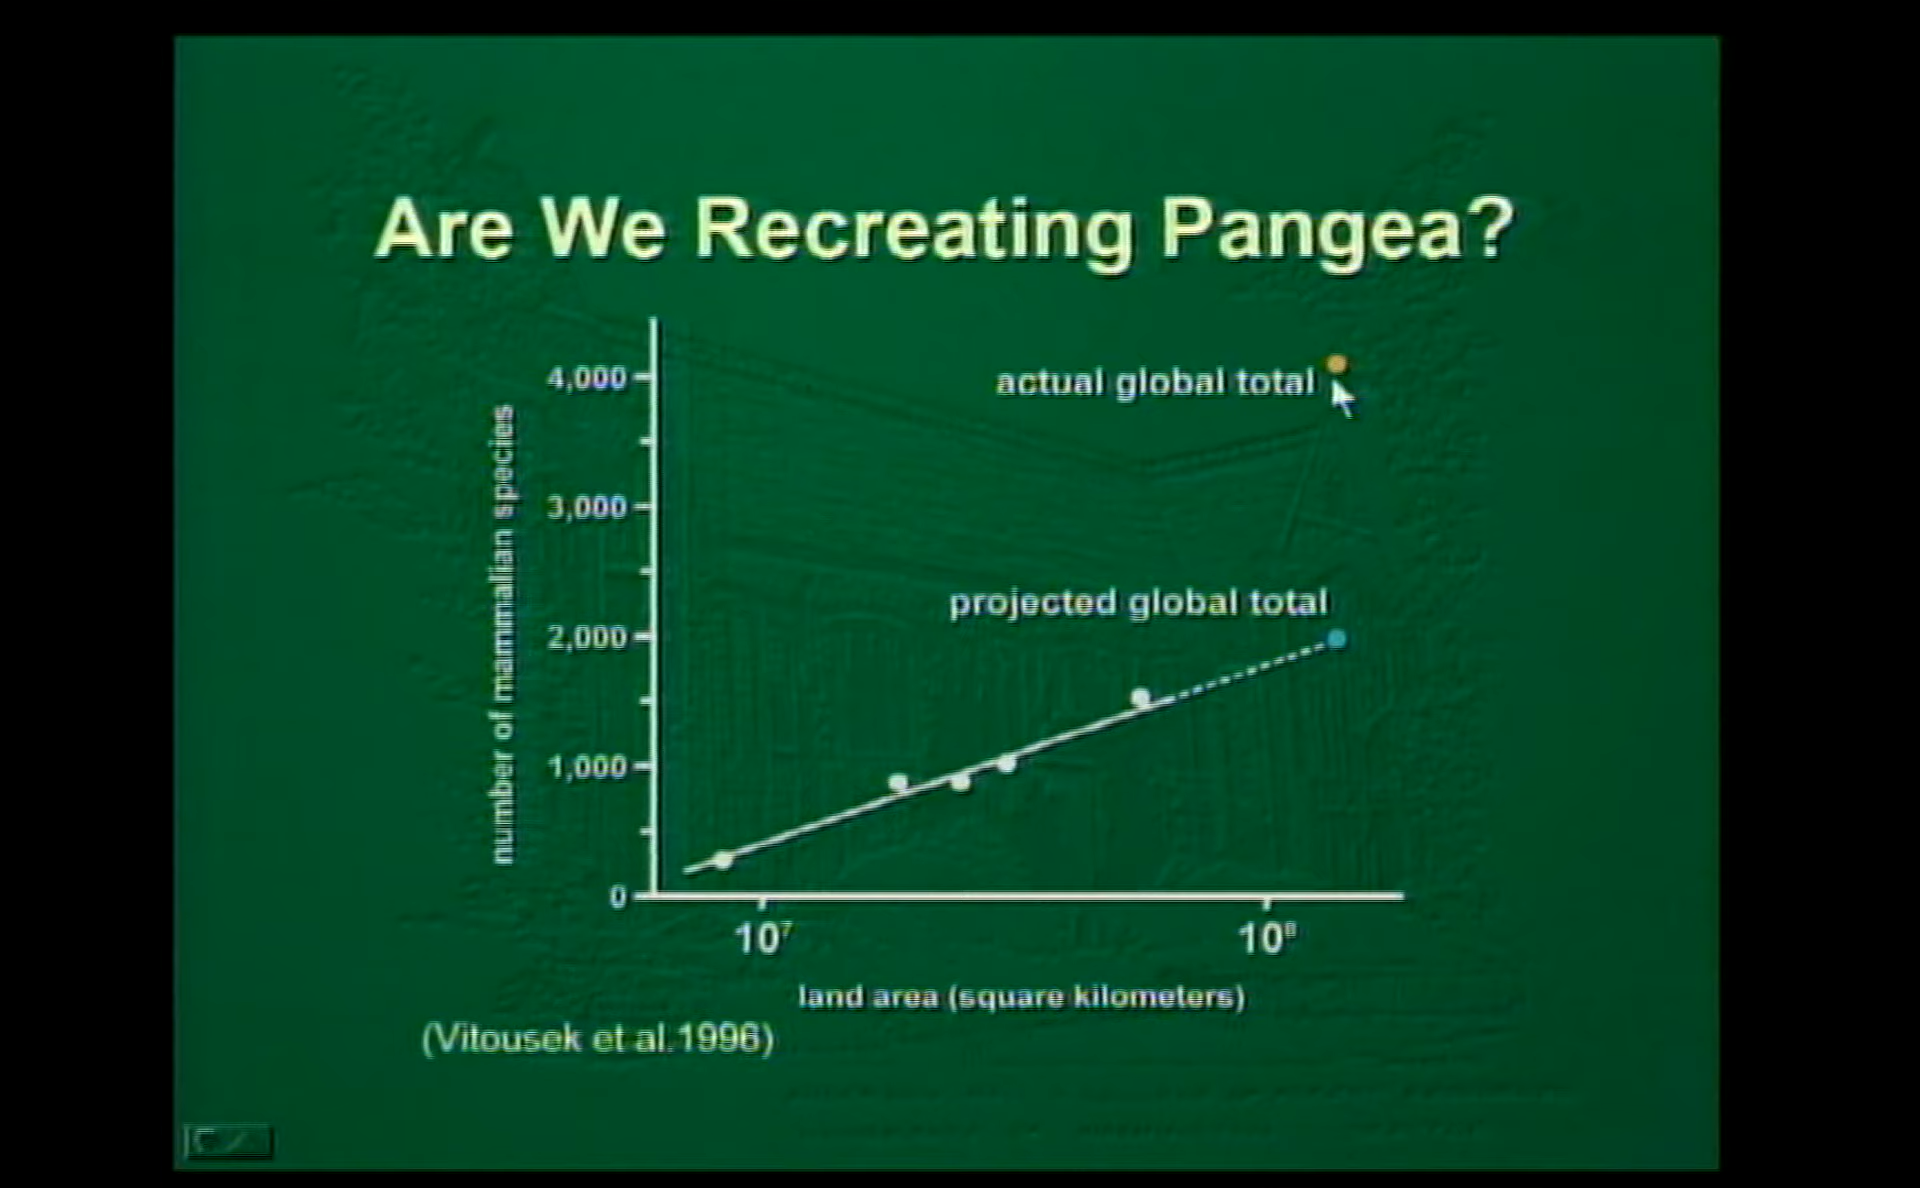 Are We Recreating Pangea?
4,000
3,000
2,000
1,000
0
number of mammalian species
actual global total
projected global total
10⁷
10⁸
land area (square kilometers)
(Vitousek et al.1996)